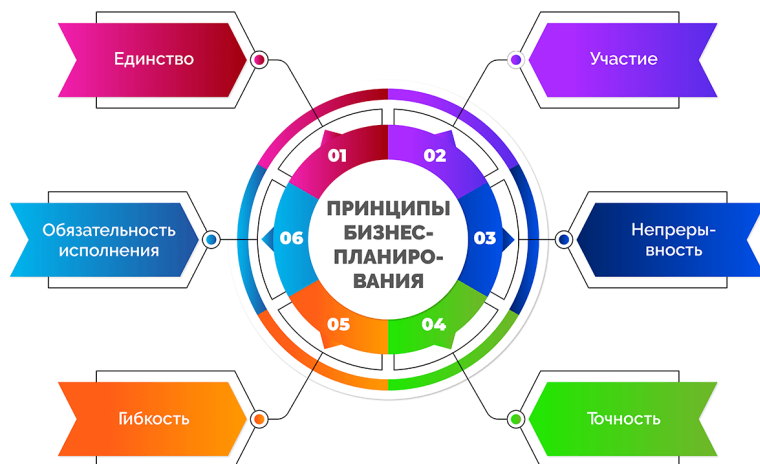 Единство
Участие
01
02
ПРИНЦИПЫ
БИЗНЕС-
ПЛАНИРО-
ВАНИЯ
Обязательность
исполнения
06
03
Непреры-
вность
05
04
Гибкость
Точность